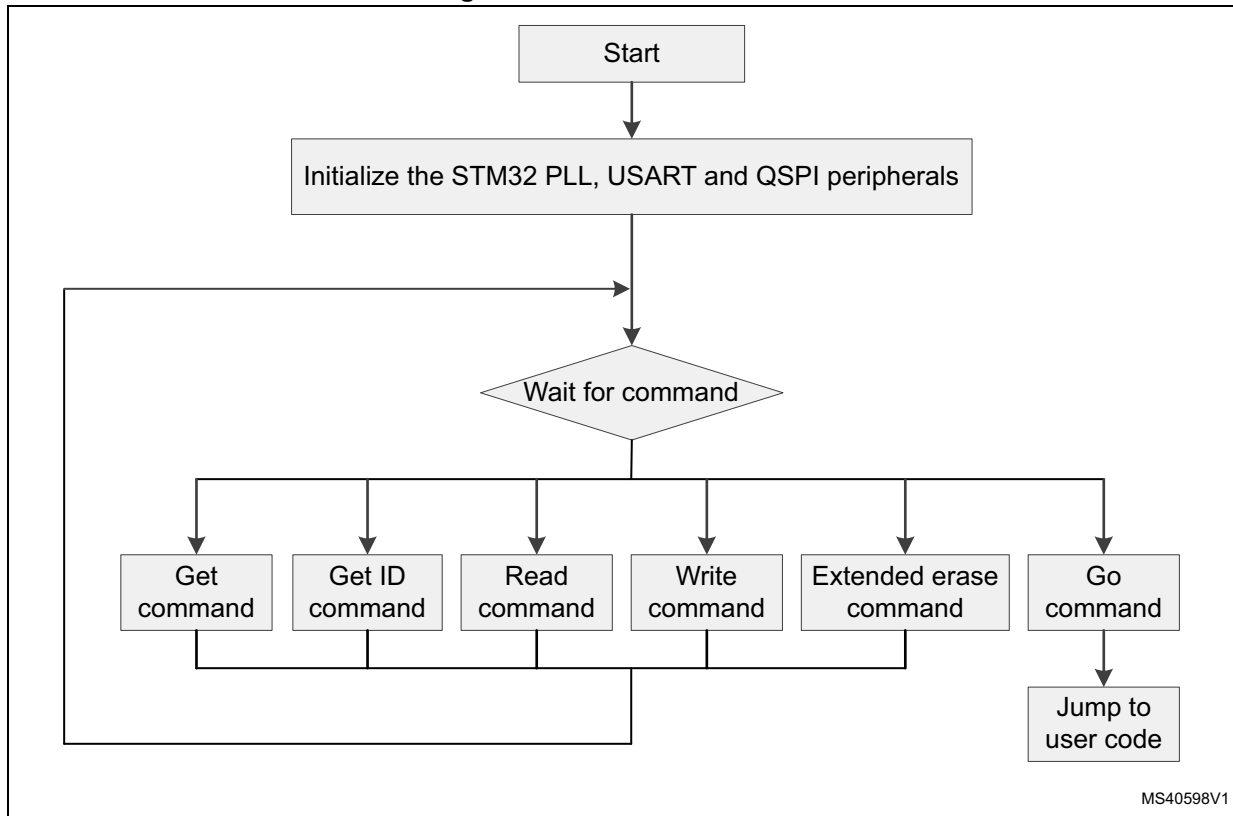 Start
Initialize the STM32 PLL, USART and QSPI peripherals
Wait for command
Get
command
Get ID
command
Read
command
Write
command
Extended erase
command
Go
command
Jump to
user code
MS40598V1